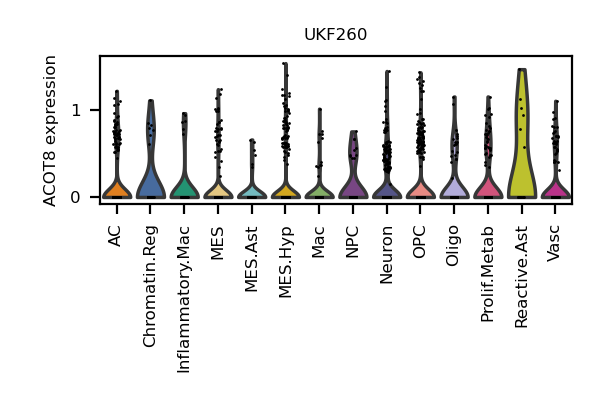 UKF260
ACOT8 expression
1
0
AC
Chromatin.Reg
Inflammatory.Mac
MES
MES.Ast
MES.Hyp
Mac
NPC
Neuron
OPC
Oligo
Prolif.Metab
Reactive.Ast
Vasc